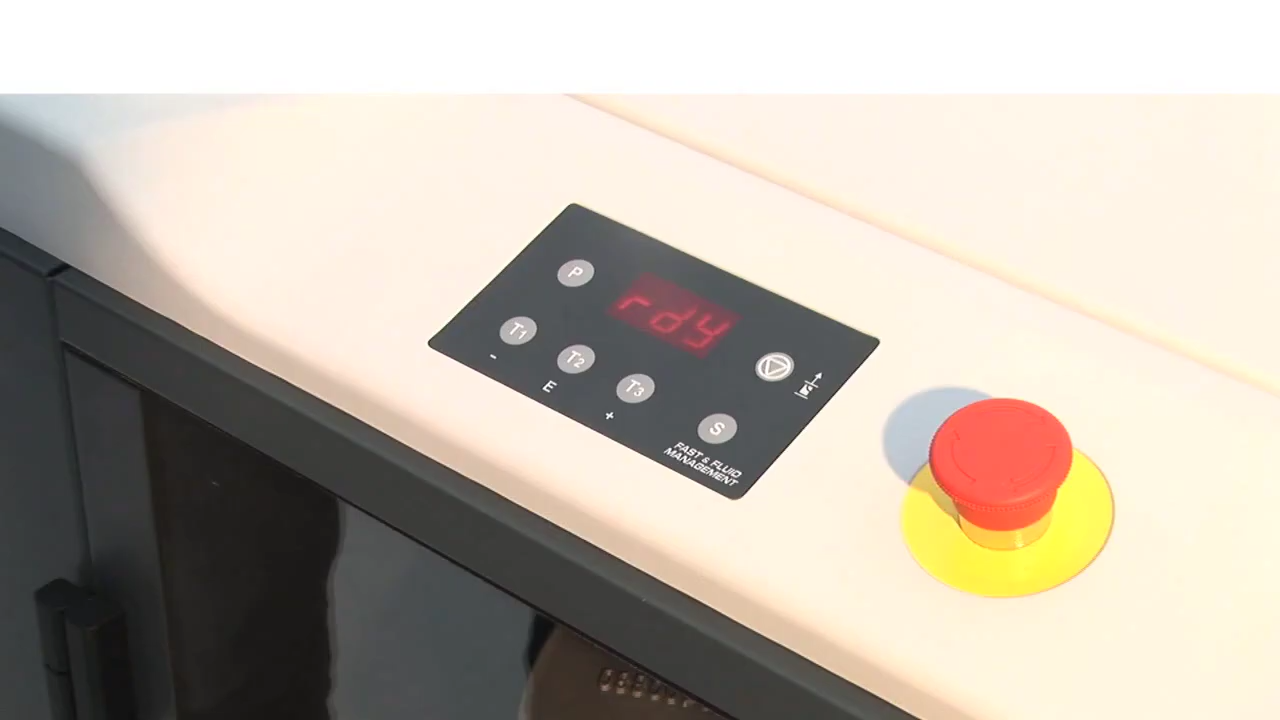 P
rdy
T1
T2
T3
- E +
S
FAST & FLUID
MANAGEMENT